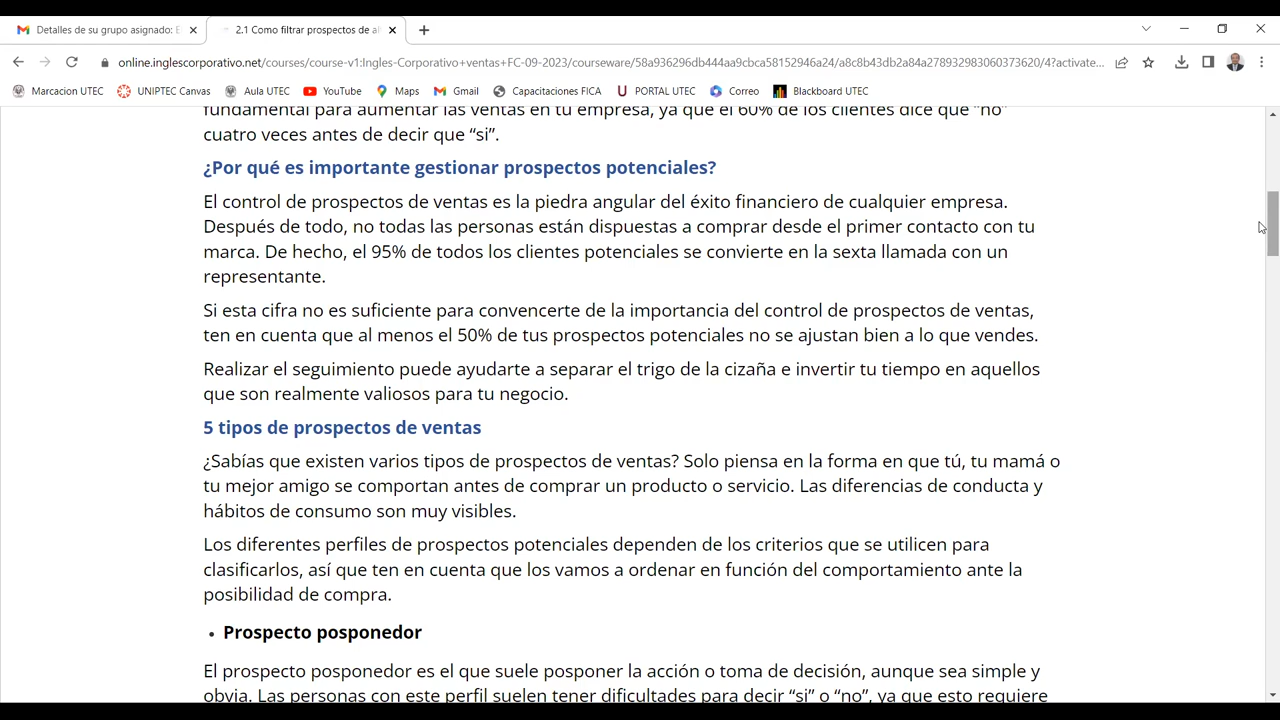 Detalles de su grupo asignado: E
2.1 Como filtrar prospectos de al
online.inglescorporativo.net/courses/course-v1:Ingles-Corporativo+ventas+FC-09-2023/courseware/58a936296db444aa9cbca58152946a24/a8c8b43db2a84a278932983060373620/4?activate...
Marcacion UTEC UNIPTEC Canvas Aula UTEC YouTube Maps Gmail Capacitaciones FICA PORTAL UTEC Correo Blackboard UTEC
fundamental para aumentar las ventas en tu empresa, ya que el 60% de los clientes dice que “no”
cuatro veces antes de decir que “si”.
¿Por qué es importante gestionar prospectos potenciales?
El control de prospectos de ventas es la piedra angular del éxito financiero de cualquier empresa.
Después de todo, no todas las personas están dispuestas a comprar desde el primer contacto con tu
marca. De hecho, el 95% de todos los clientes potenciales se convierte en la sexta llamada con un
representante.
Si esta cifra no es suficiente para convencerte de la importancia del control de prospectos de ventas,
ten en cuenta que al menos el 50% de tus prospectos potenciales no se ajustan bien a lo que vendes.
Realizar el seguimiento puede ayudarte a separar el trigo de la cizaña e invertir tu tiempo en aquellos
que son realmente valiosos para tu negocio.
5 tipos de prospectos de ventas
¿Sabías que existen varios tipos de prospectos de ventas? Solo piensa en la forma en que tú, tu mamá o
tu mejor amigo se comportan antes de comprar un producto o servicio. Las diferencias de conducta y
hábitos de consumo son muy visibles.
Los diferentes perfiles de prospectos potenciales dependen de los criterios que se utilicen para
clasificarlos, así que ten en cuenta que los vamos a ordenar en función del comportamiento ante la
posibilidad de compra.
• Prospecto posponedor
El prospecto posponedor es el que suele posponer la acción o toma de decisión, aunque sea simple y
obvia. Las personas con este perfil suelen tener dificultades para decir “si” o “no”, ya que esto requiere